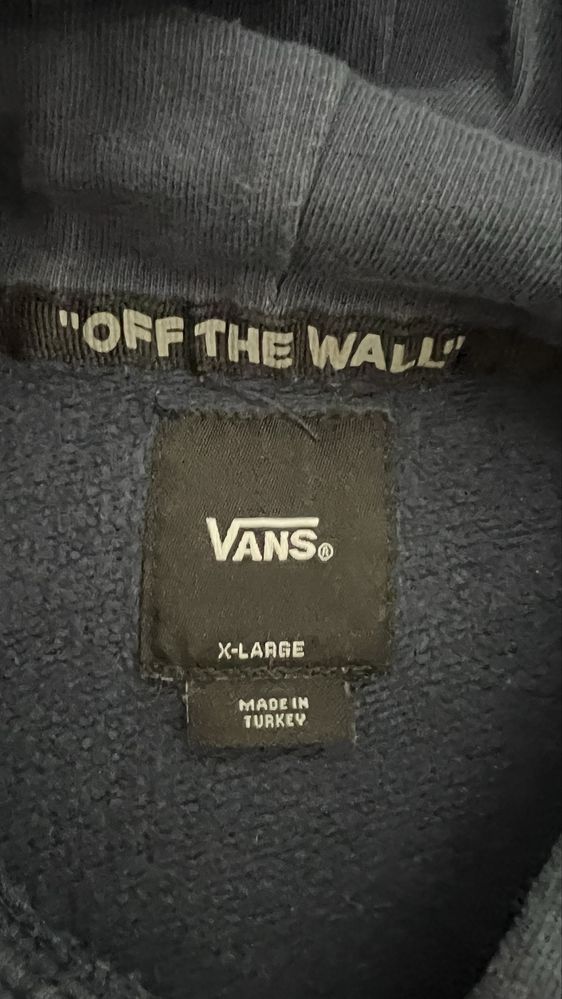 "OFF THE WALL"
VANS®
X-LARGE
MADE IN
TURKEY